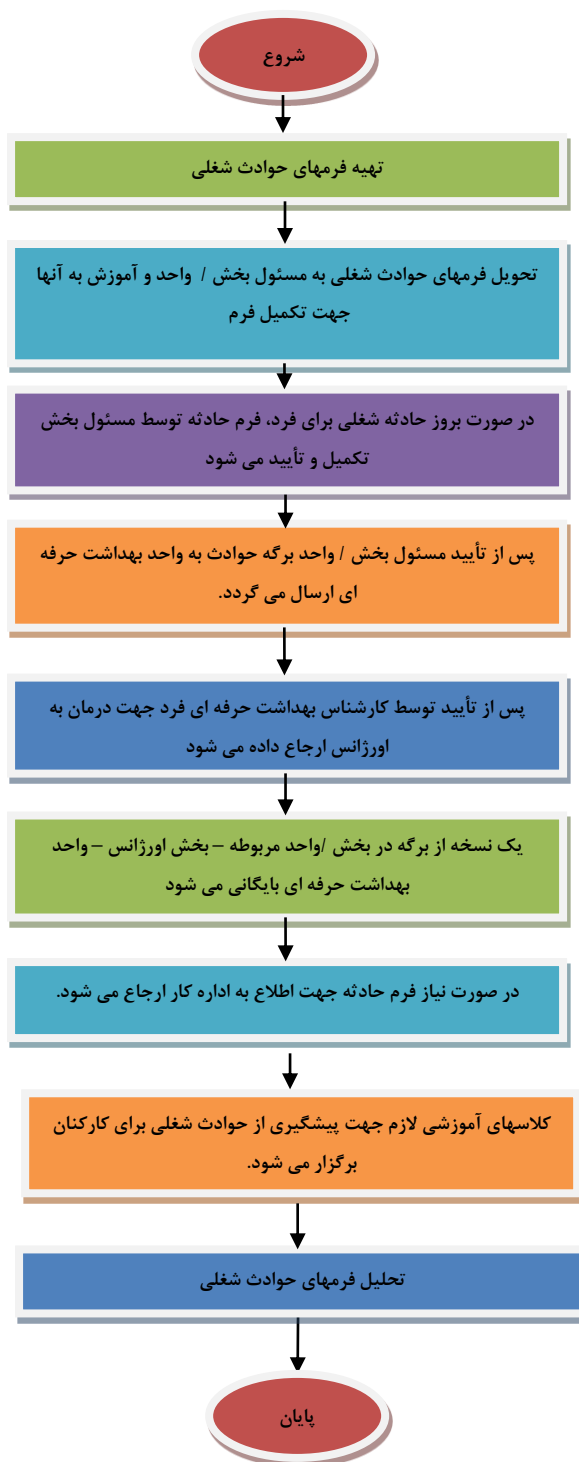 شروع
تهیه فرمهای حوادث شغلی
تحویل فرمهای حوادث شغلی به مسئول بخش / واحد و آموزش به آنها
جهت تکمیل فرم
در صورت بروز حادثه شغلی برای فرد، فرم حادثه توسط مسئول بخش
تکمیل و تأیید می شود
پس از تأیید مسئول بخش / واحد برگه حوادث به واحد بهداشت حرفه
ای ارسال می گردد.
پس از تأیید توسط کارشناس بهداشت حرفه ای فرد جهت درمان به
اورژانس ارجاع داده می شود
یک نسخه از برگه در بخش /واحد مربوطه – بخش اورژانس – واحد
بهداشت حرفه ای بایگانی می شود
در صورت نیاز فرم حادثه جهت اطلاع به اداره کار ارجاع می شود.
کلاسهای آموزشی لازم جهت پیشگیری از حوادث شغلی برای کارکنان
برگزار می شود.
تحلیل فرمهای حوادث شغلی
پایان